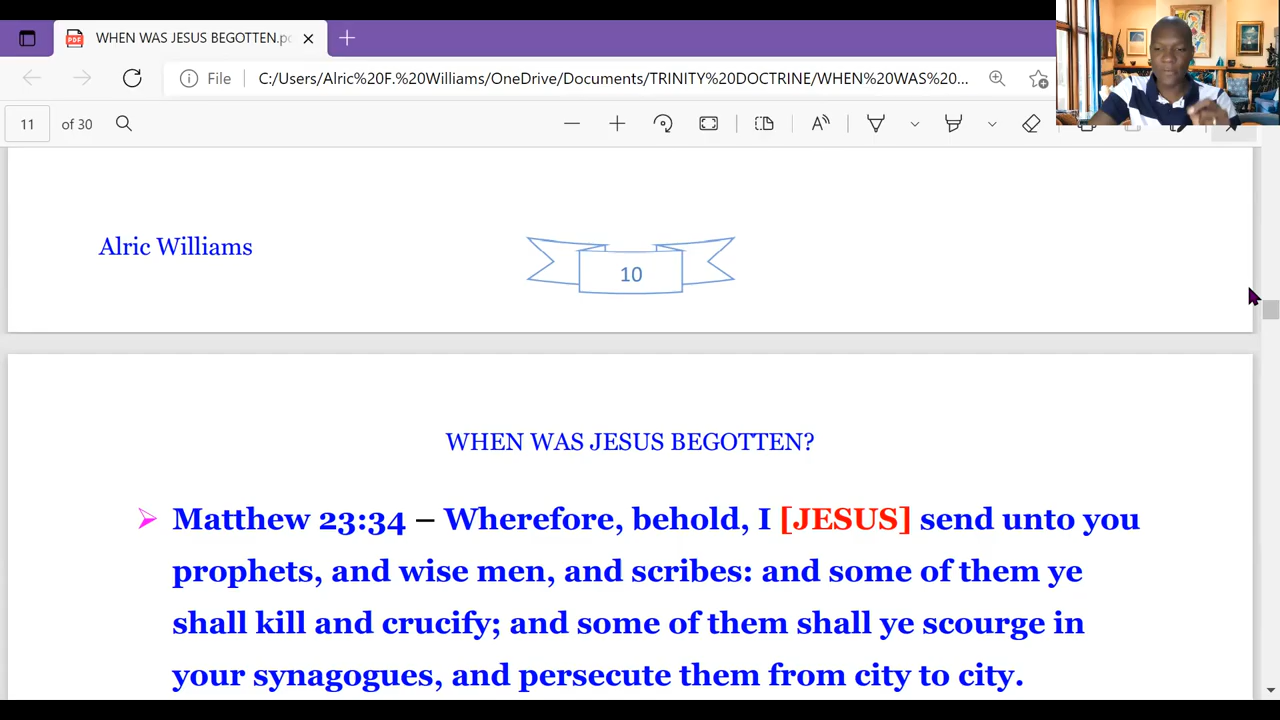 WHEN WAS JESUS BEGOTTEN.pc
File
C:/Users/Alric%20F.%20Williams/OneDrive/Documents/TRINITY%20DOCTRINE/WHEN%20WAS%20...
11 of 30
Alric Williams
10
WHEN WAS JESUS BEGOTTEN?
Matthew 23:34 – Wherefore, behold, I [JESUS] send unto you
prophets, and wise men, and scribes: and some of them ye
shall kill and crucify; and some of them shall ye scourge in
your synagogues, and persecute them from city to city.